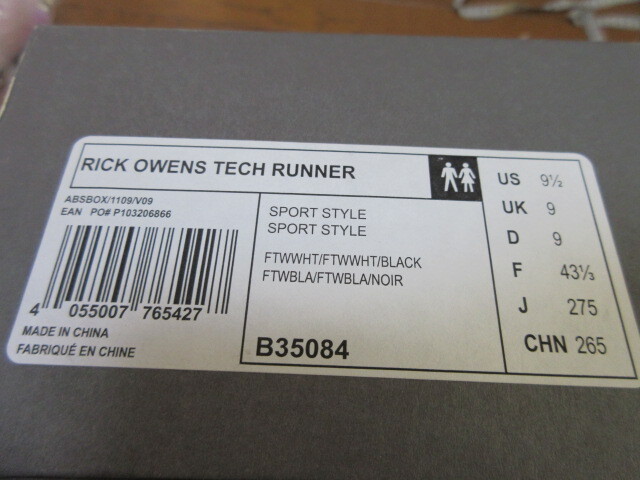 RICK OWENS TECH RUNNER
ABSBOX/1109/V09
EAN PO# P103206866
4 055007 765427
MADE IN CHINA
FABRIQUÉ EN CHINE
SPORT STYLE
SPORT STYLE
FTWWHT/FTWWHT/BLACK
FTWBLA/FTWBLA/NOIR
B35084
US 9½
UK 9
D 9
F 43⅓
J 275
CHN 265